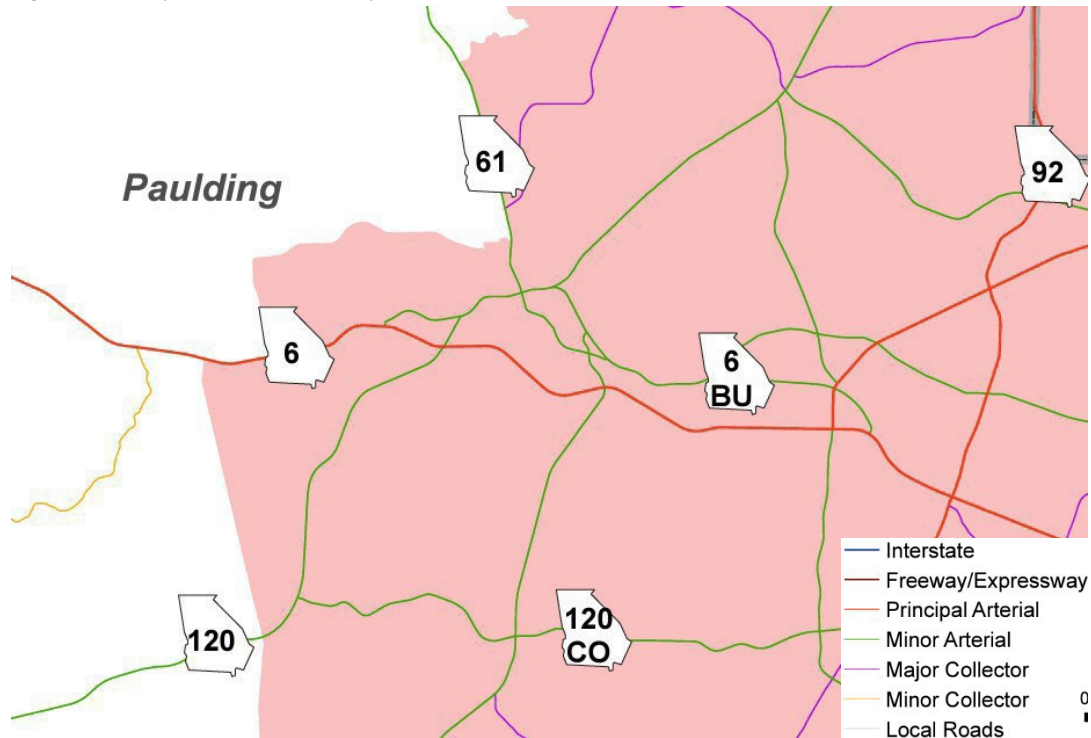 61
92
Paulding
6
6
BU
120
120
CO
Interstate
Freeway/Expressway
Principal Arterial
Minor Arterial
Major Collector
Minor Collector
0
Local Roads